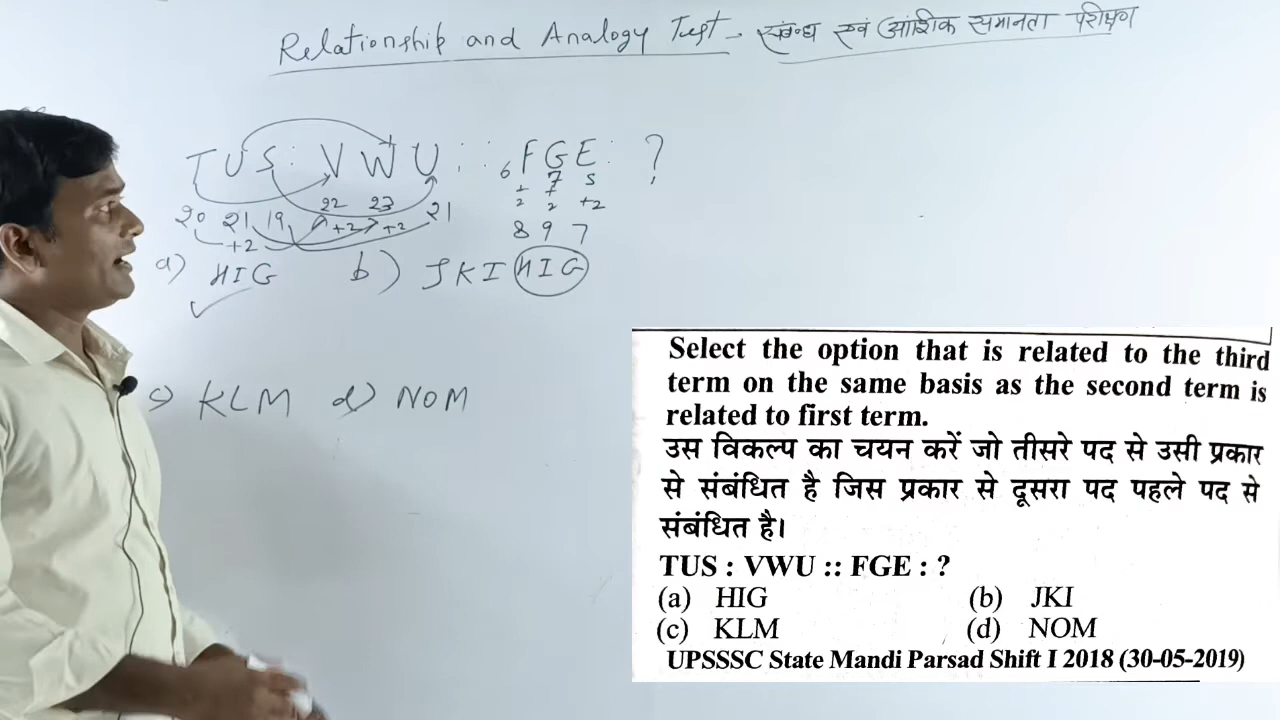 Relationship and Analogy Test - संबंध एवं आंशिक समानता परीक्षण
TUS : VWU :: FGE : ?
6 7 5
20 21 19 22 23 21
+2 +2 +2
+2 +2 +2
8 9 7
a) HIG b) JKI HIG
c) KLM d) NOM
Select the option that is related to the third
term on the same basis as the second term is
related to first term.
उस विकल्प का चयन करें जो तीसरे पद से उसी प्रकार
से संबंधित है जिस प्रकार से दूसरा पद पहले पद से
संबंधित है।
TUS : VWU :: FGE : ?
(a) HIG (b) JKI
(c) KLM (d) NOM
UPSSSC State Mandi Parsad Shift I 2018 (30-05-2019)